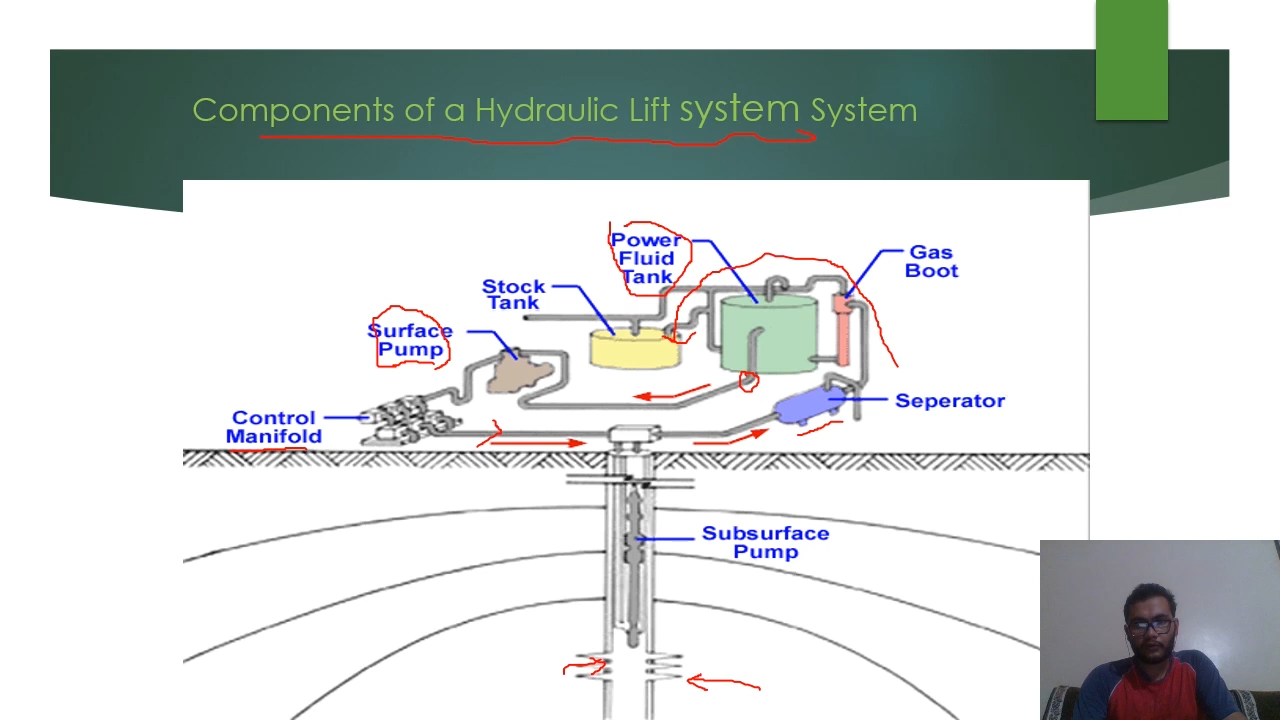 Components of a Hydraulic Lift system System
Power
Fluid
Tank
Gas
Boot
Stock
Tank
Surface
Pump
Seperator
Control
Manifold
Subsurface
Pump